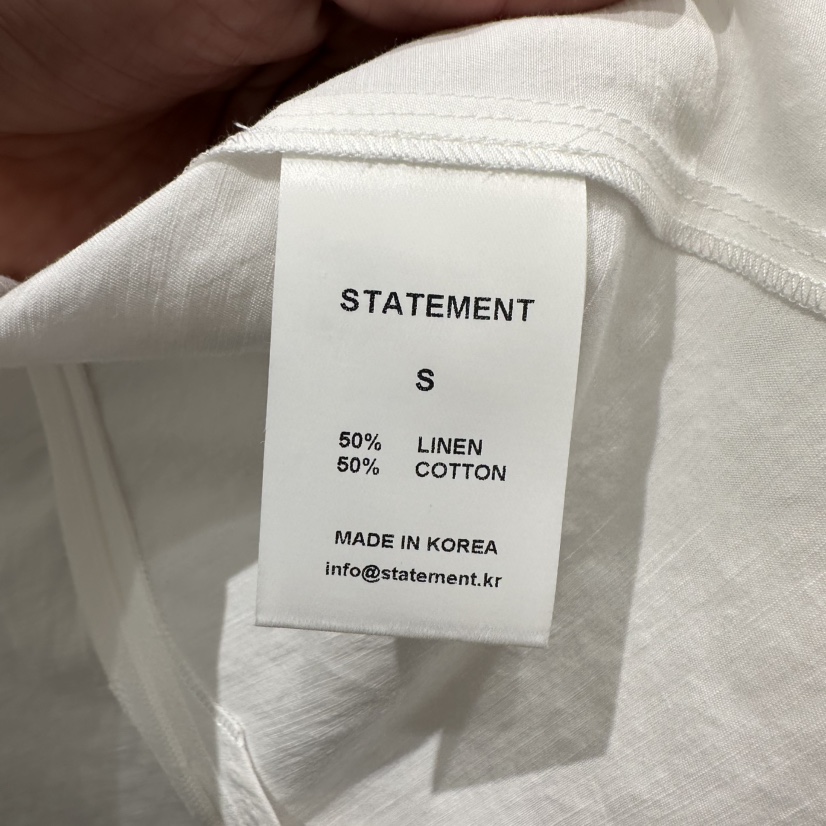 STATEMENT
S
50% LINEN
50% COTTON
MADE IN KOREA
info@statement.kr